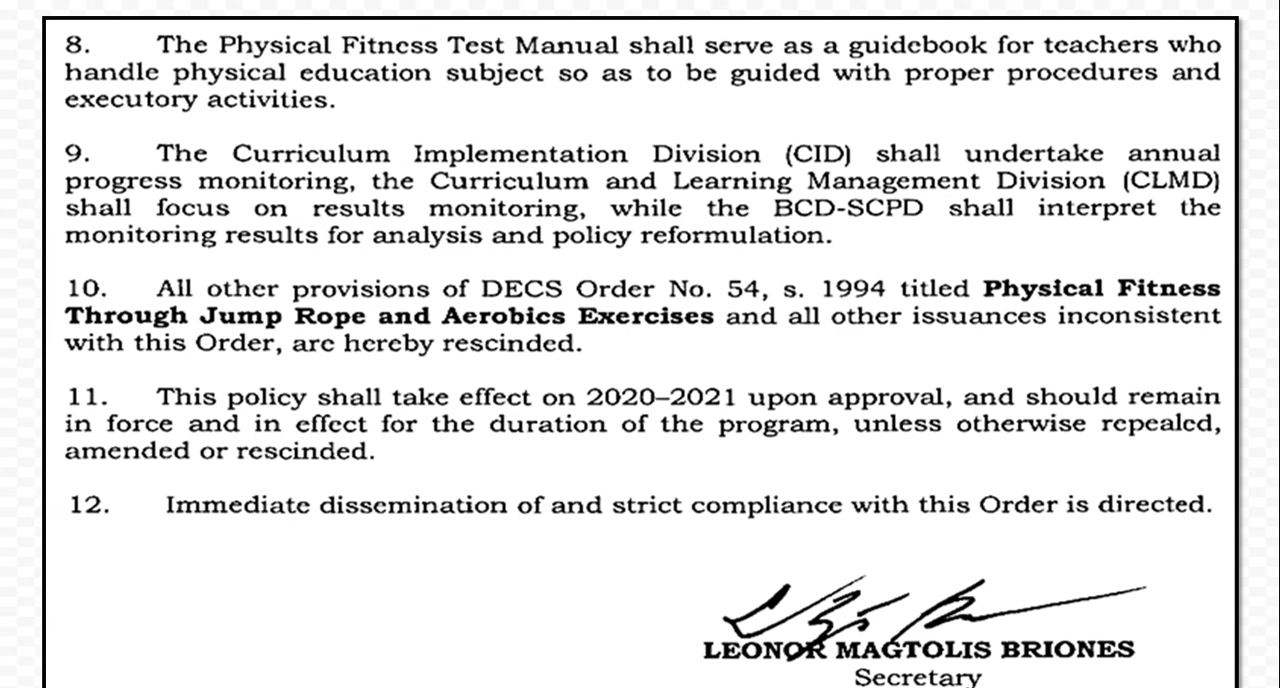 8. The Physical Fitness Test Manual shall serve as a guidebook for teachers who
handle physical education subject so as to be guided with proper procedures and
executory activities.
9. The Curriculum Implementation Division (CID) shall undertake annual
progress monitoring, the Curriculum and Learning Management Division (CLMD)
shall focus on results monitoring, while the BCD-SCPD shall interpret the
monitoring results for analysis and policy reformulation.
10. All other provisions of DECS Order No. 54, s. 1994 titled Physical Fitness
Through Jump Rope and Aerobics Exercises and all other issuances inconsistent
with this Order, are hereby rescinded.
11. This policy shall take effect on 2020–2021 upon approval, and should remain
in force and in effect for the duration of the program, unless otherwise repealed,
amended or rescinded.
12. Immediate dissemination of and strict compliance with this Order is directed.
LEONOR MAGTOLIS BRIONES
Secretary